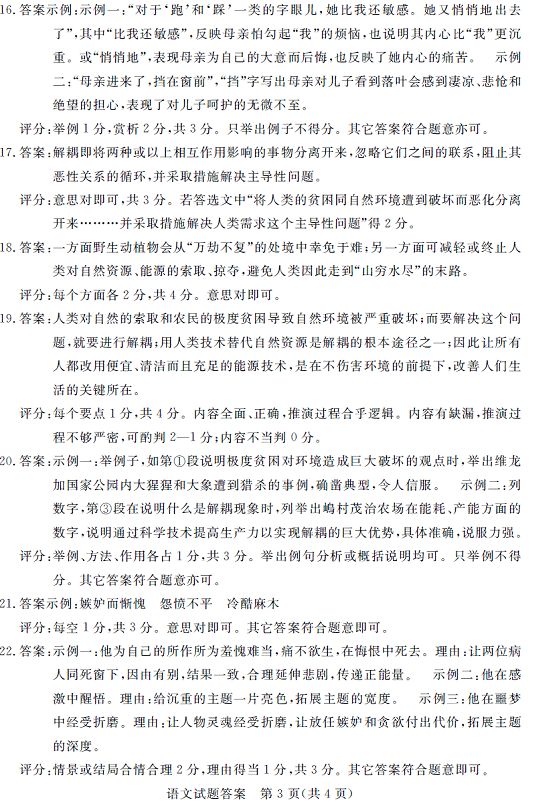 16. 答案示例:示例一:“对于‘跑’和‘踩’一类的字眼儿,她比我还敏感。她又悄悄地出去
了”,其中“比我还敏感”,反映母亲怕勾起“我”的烦恼,也说明其内心比“我”更沉
重。或“悄悄地”,表现母亲为自己的大意而后悔,也反映了她内心的痛苦。 示例
二:“母亲进来了,挡在窗前”,“挡”字写出母亲对儿子看到落叶会感到凄凉、悲怆和
绝望的担心,表现了对儿子呵护的无微不至。
评分:举例1分,赏析2分,共3分。只举出例子不得分。其它答案符合题意亦可。
17. 答案:解耦即将两种或以上相互作用影响的事物分离开来,忽略它们之间的联系,阻止其
恶性关系的循环,并采取措施解决主导性问题。
评分:意思对即可,共3分。若答选文中“将人类的贫困同自然环境遭到破坏而恶化分离
开来………并采取措施解决人类需求这个主导性问题”得2分。
18. 答案:一方面野生动植物会从“万劫不复”的处境中幸免于难;另一方面可减轻或终止人
类对自然资源、能源的索取、掠夺,避免人类因此走到“山穷水尽”的末路。
评分:每个方面各2分,共4分。意思对即可。
19. 答案:人类对自然的索取和农民的极度贫困导致自然环境被严重破坏;而要解决这个问
题,就要进行解耦;用人类技术替代自然资源是解耦的根本途径之一;因此让所有
人都改用便宜、清洁而且充足的能源技术,是在不伤害环境的前提下,改善人们生
活的关键所在。
评分:每个要点1分,共4分。内容全面、正确,推演过程合乎逻辑。内容有缺漏,推演过
程不够严密,可酌判2—1分;内容不当判0分。
20. 答案:示例一:举例子,如第①段说明极度贫困对环境造成巨大破坏的观点时,举出维龙
加国家公园内大猩猩和大象遭到猎杀的事例,确凿典型,令人信服。 示例二:列
数字,第③段在说明什么是解耦现象时,列举出嶋村茂治农场在能耗、产能方面的
数字,说明通过科学技术提高生产力以实现解耦的巨大优势,具体准确,说服力强。
评分:举例、方法、作用各占1分,共3分。举出例句分析或概括说明均可。只举例不得
分。其它答案符合题意亦可。
21. 答案示例:嫉妒而惭愧 怨愤不平 冷酷麻木
评分:每空1分,共3分。意思对即可。其它答案符合题意即可。
22. 答案:示例一:他为自己的所作所为羞愧难当,痛不欲生,在悔恨中死去。理由:让两位病
人同死窗下,因由有别,结果一致,合理延伸悲剧,传递正能量。 示例二:他在感
激中醒悟。理由:给沉重的主题一片亮色,拓展主题的宽度。 示例三:他在噩梦
中经受折磨。理由:让人物灵魂经受折磨,让放任嫉妒和贪欲付出代价,拓展主题
的深度。
评分:情景或结局合情合理2分,理由得当1分,共3分。其它答案符合题意即可。
语文试题答案 第3页(共4页)